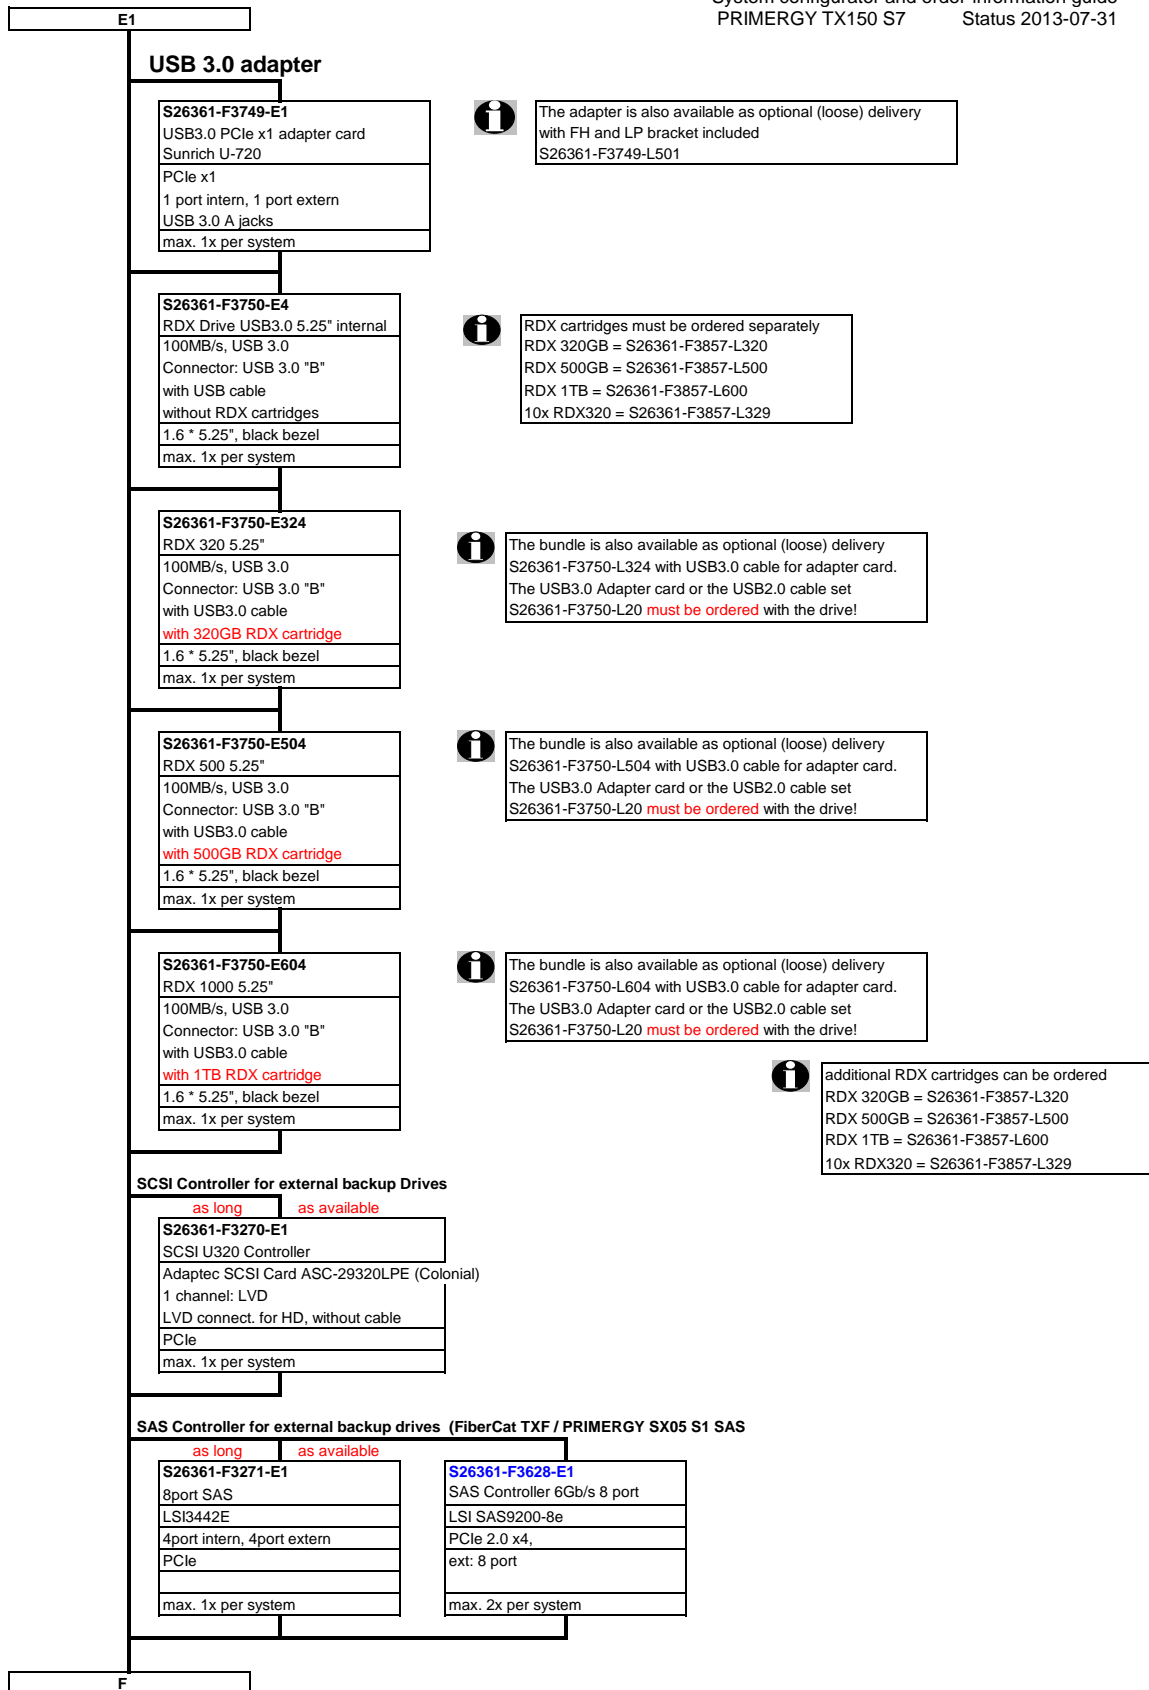 System configurator and order-information guide
E1
PRIMERGY TX150 S7 Status 2013-07-31
USB 3.0 adapter
S26361-F3749-E1
USB3.0 PCIe x1 adapter card
Sunrich U-720
PCIe x1
1 port intern, 1 port extern
USB 3.0 A jacks
max. 1x per system
The adapter is also available as optional (loose) delivery
with FH and LP bracket included
S26361-F3749-L501
S26361-F3750-E4
RDX Drive USB3.0 5.25" internal
100MB/s, USB 3.0
Connector: USB 3.0 "B"
with USB cable
without RDX cartridges
1.6 * 5.25", black bezel
max. 1x per system
RDX cartridges must be ordered separately
RDX 320GB = S26361-F3857-L320
RDX 500GB = S26361-F3857-L500
RDX 1TB = S26361-F3857-L600
10x RDX320 = S26361-F3857-L329
S26361-F3750-E324
RDX 320 5.25"
100MB/s, USB 3.0
Connector: USB 3.0 "B"
with USB3.0 cable
with 320GB RDX cartridge
1.6 * 5.25", black bezel
max. 1x per system
The bundle is also available as optional (loose) delivery
S26361-F3750-L324 with USB3.0 cable for adapter card.
The USB3.0 Adapter card or the USB2.0 cable set
S26361-F3750-L20 must be ordered with the drive!
S26361-F3750-E504
RDX 500 5.25"
100MB/s, USB 3.0
Connector: USB 3.0 "B"
with USB3.0 cable
with 500GB RDX cartridge
1.6 * 5.25", black bezel
max. 1x per system
The bundle is also available as optional (loose) delivery
S26361-F3750-L504 with USB3.0 cable for adapter card.
The USB3.0 Adapter card or the USB2.0 cable set
S26361-F3750-L20 must be ordered with the drive!
S26361-F3750-E604
RDX 1000 5.25"
100MB/s, USB 3.0
Connector: USB 3.0 "B"
with USB3.0 cable
with 1TB RDX cartridge
1.6 * 5.25", black bezel
max. 1x per system
The bundle is also available as optional (loose) delivery
S26361-F3750-L604 with USB3.0 cable for adapter card.
The USB3.0 Adapter card or the USB2.0 cable set
S26361-F3750-L20 must be ordered with the drive!
additional RDX cartridges can be ordered
RDX 320GB = S26361-F3857-L320
RDX 500GB = S26361-F3857-L500
RDX 1TB = S26361-F3857-L600
10x RDX320 = S26361-F3857-L329
SCSI Controller for external backup Drives
as long as available
S26361-F3270-E1
SCSI U320 Controller
Adaptec SCSI Card ASC-29320LPE (Colonial)
1 channel: LVD
LVD connect. for HD, without cable
PCIe
max. 1x per system
SAS Controller for external backup drives (FiberCat TXF / PRIMERGY SX05 S1 SAS
as long as available
S26361-F3271-E1
8port SAS
LSI3442E
4port intern, 4port extern
PCIe
max. 1x per system
S26361-F3628-E1
SAS Controller 6Gb/s 8 port
LSI SAS9200-8e
PCIe 2.0 x4,
ext: 8 port
max. 2x per system
F